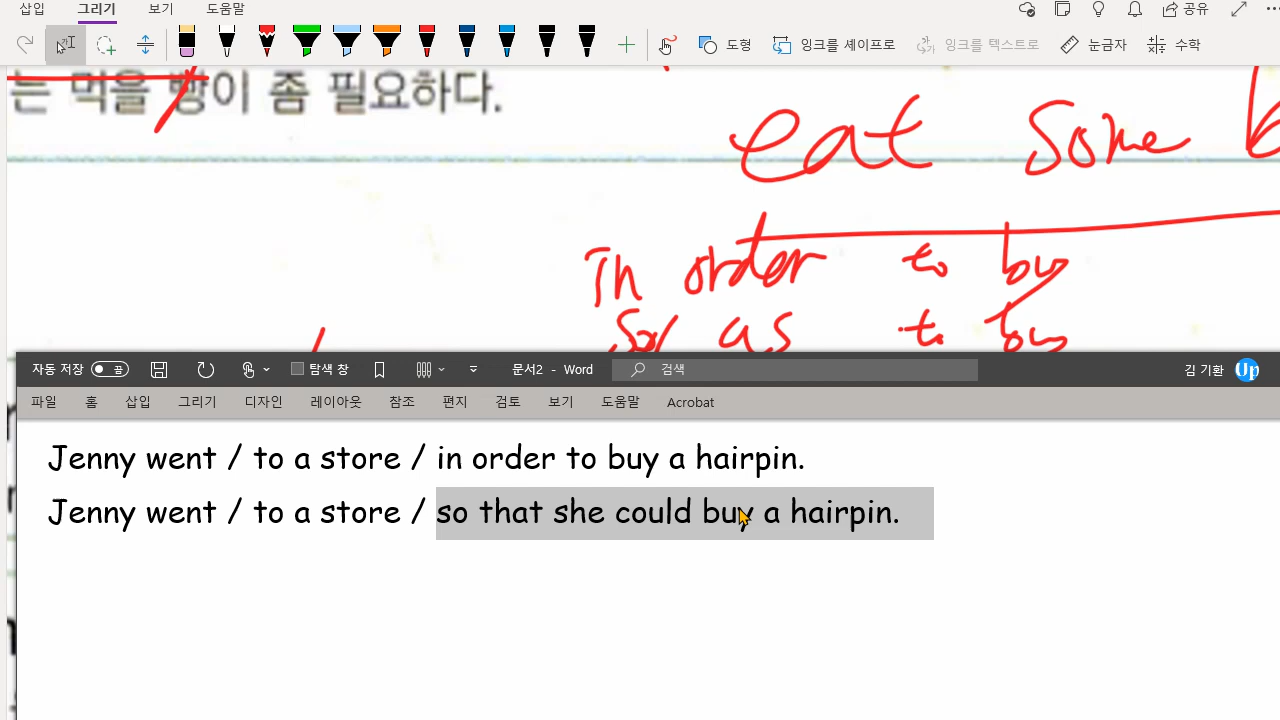 삽입 그리기 보기 도움말 공유
도형 잉크를 셰이프로 잉크를 텍스트로 눈금자 수학
는 먹을 빵이 좀 필요하다.
eat some
In order to buy
so as to buy
자동 저장 끔 탐색 창 문서2 - Word 검색 김 기환 Up
파일 홈 삽입 그리기 디자인 레이아웃 참조 편지 검토 보기 도움말 Acrobat
Jenny went / to a store / in order to buy a hairpin.
Jenny went / to a store / so that she could buy a hairpin.